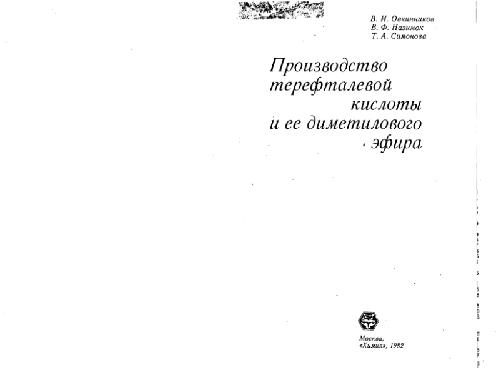 В. И. Овчинников
В. Ф. Назимок
Т. А. Симонова
Производство
терефталевой
кислоты
и ее диметилового
эфира
Москва,
«Химия», 1982